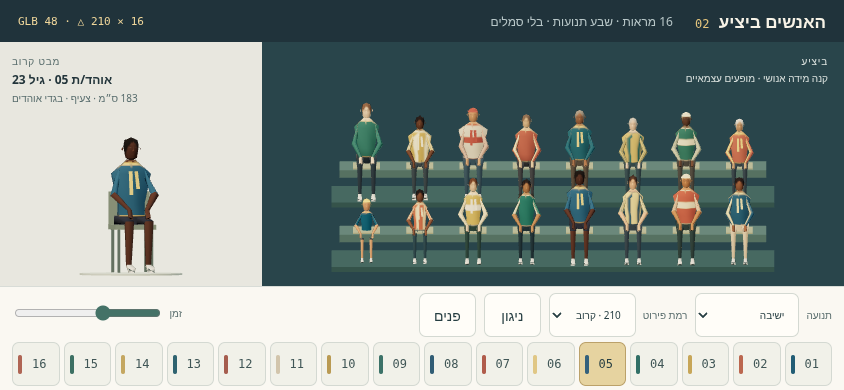 האנשים ביציע 02 16 מראות · שבע תנועות · בלי סמלים
GLB 48 · △ 210 × 16
ביציע
קנה מידה אנושי · מופעים עצמאיים
מבט קרוב
אוהד/ת 05 · גיל 23
183 ס״מ · צעיף · בגדי אוהדים
תנועה ישיבה רמת פירוט 210 · קרוב ניגון פנים זמן
01 02 03 04 05 06 07 08 09 10 11 12 13 14 15 16